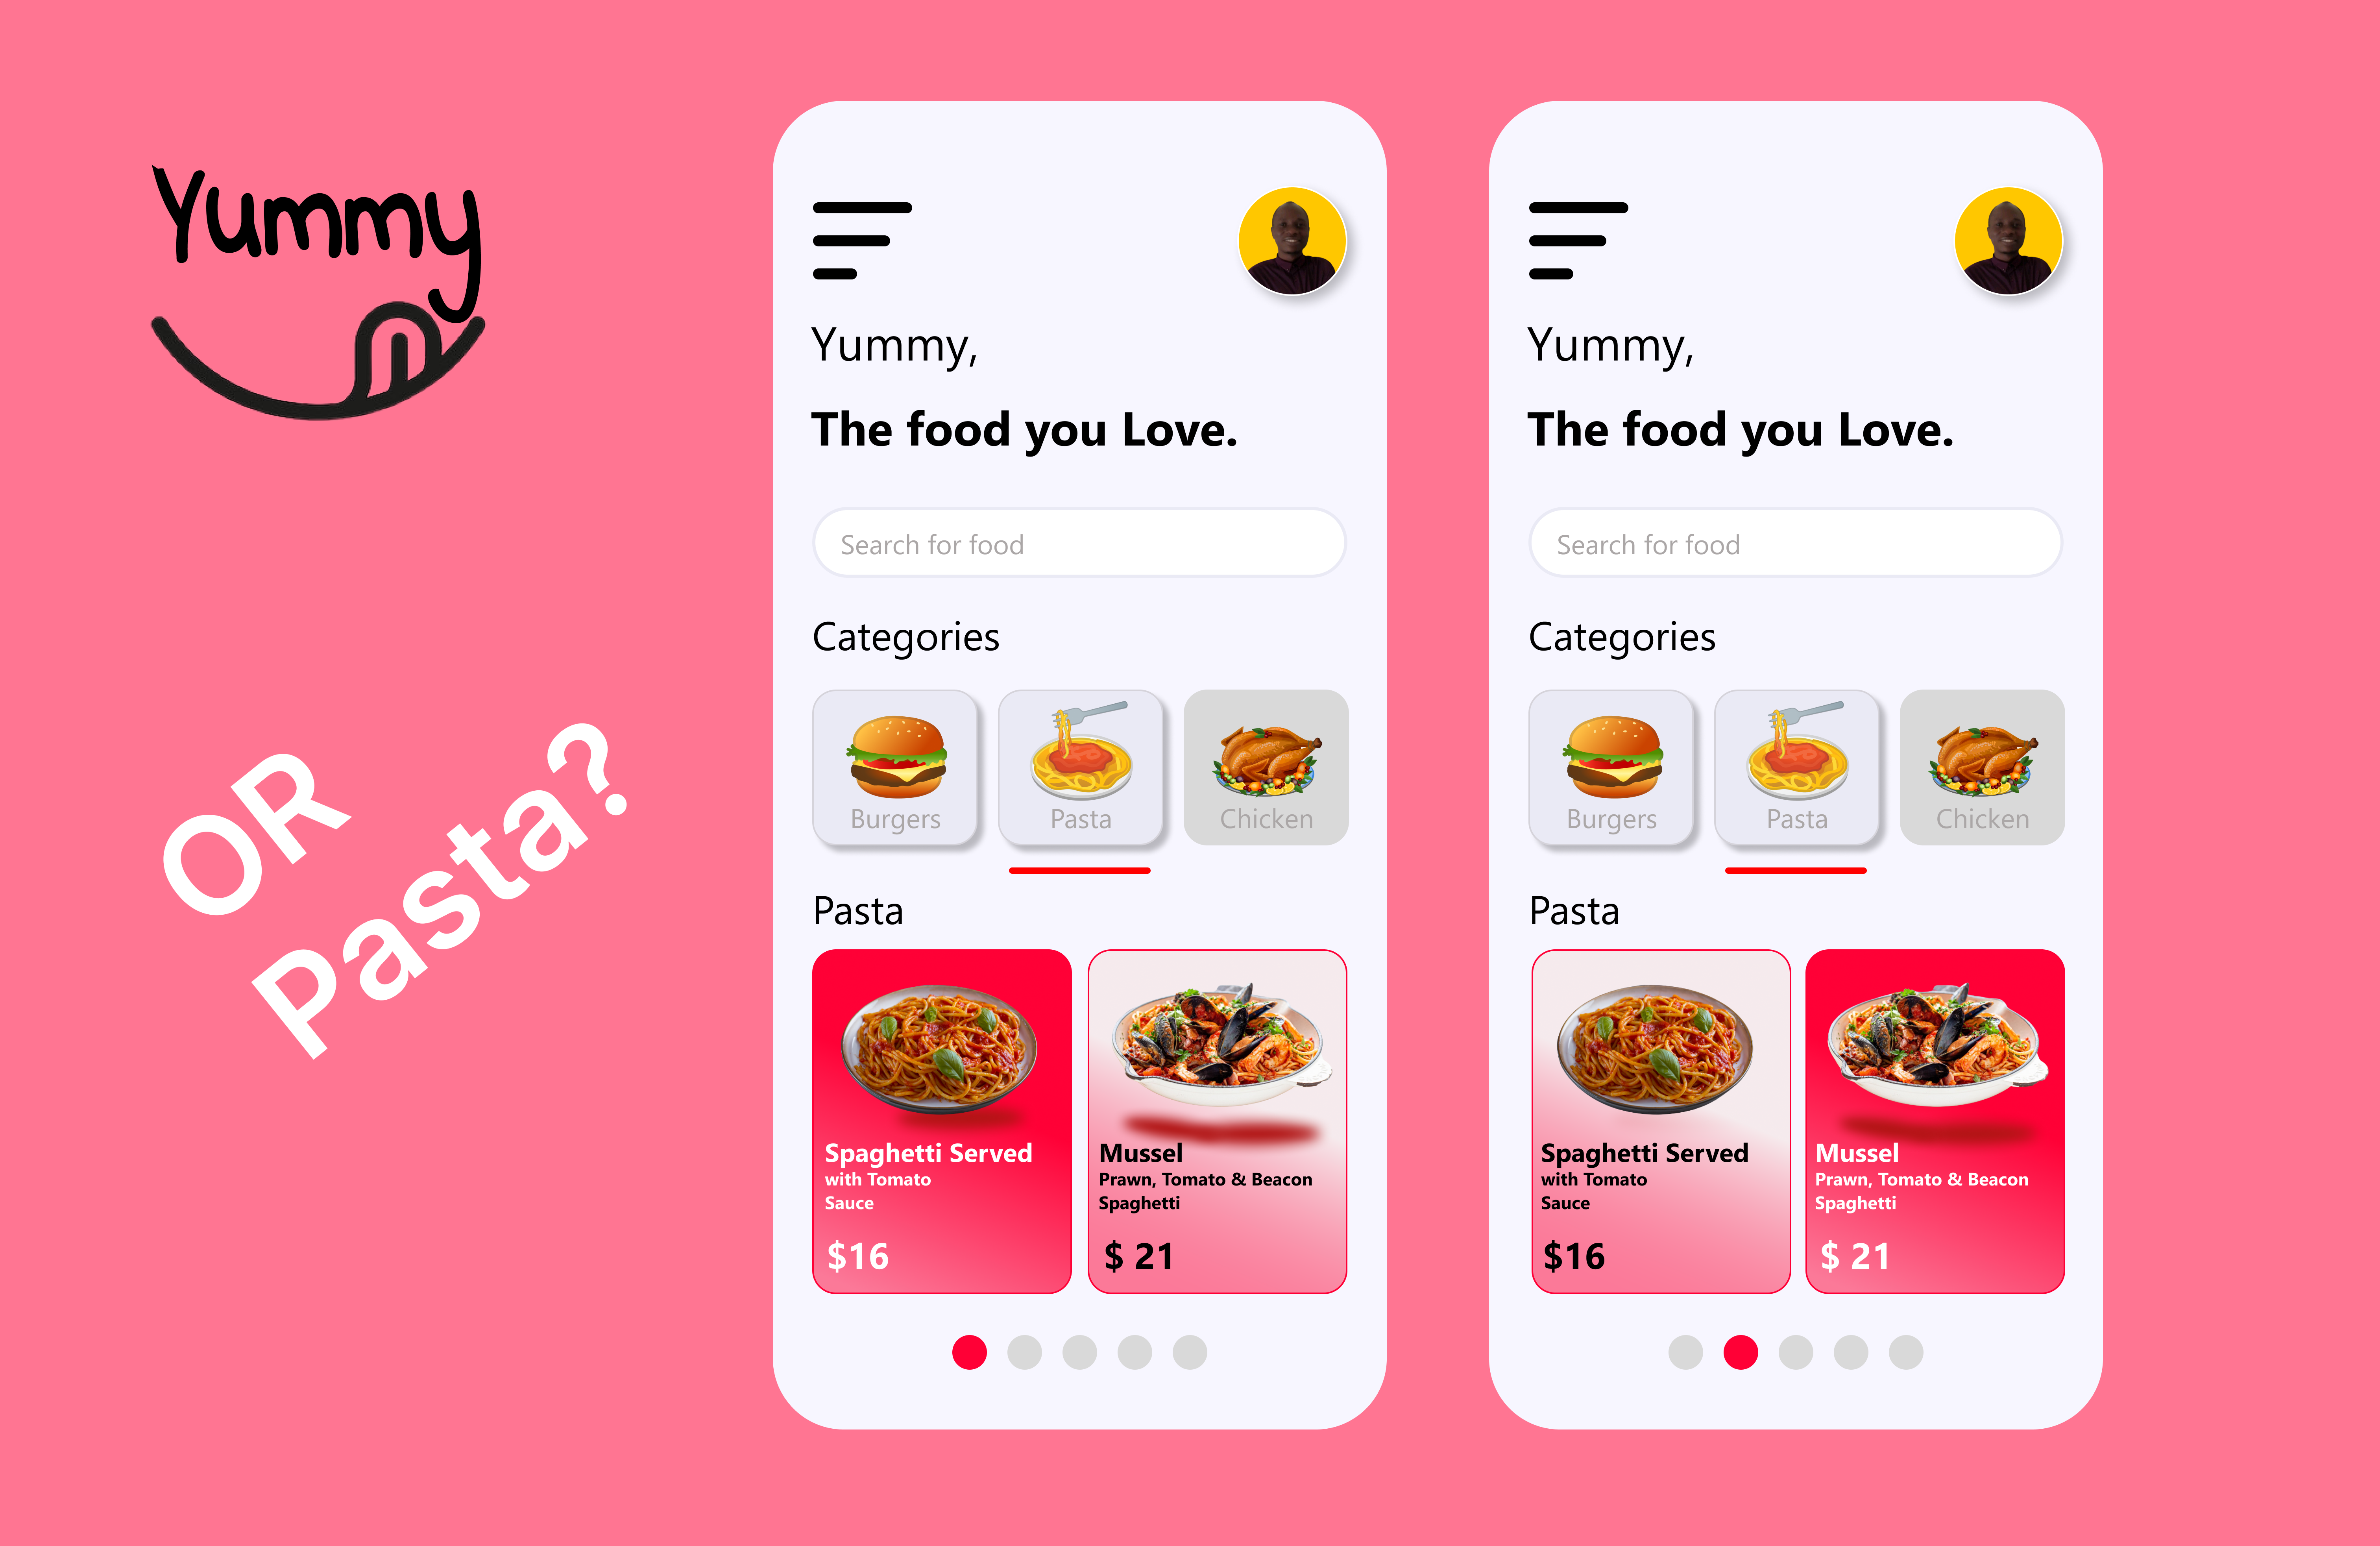 Yummy
OR
Pasta?
Yummy,
The food you Love.
Search for food
Categories
Burgers
Pasta
Chicken
Pasta
Spaghetti Served
with Tomato
Sauce
$16
Mussel
Prawn, Tomato & Beacon
Spaghetti
$ 21
Yummy,
The food you Love.
Search for food
Categories
Burgers
Pasta
Chicken
Pasta
Spaghetti Served
with Tomato
Sauce
$16
Mussel
Prawn, Tomato & Beacon
Spaghetti
$ 21